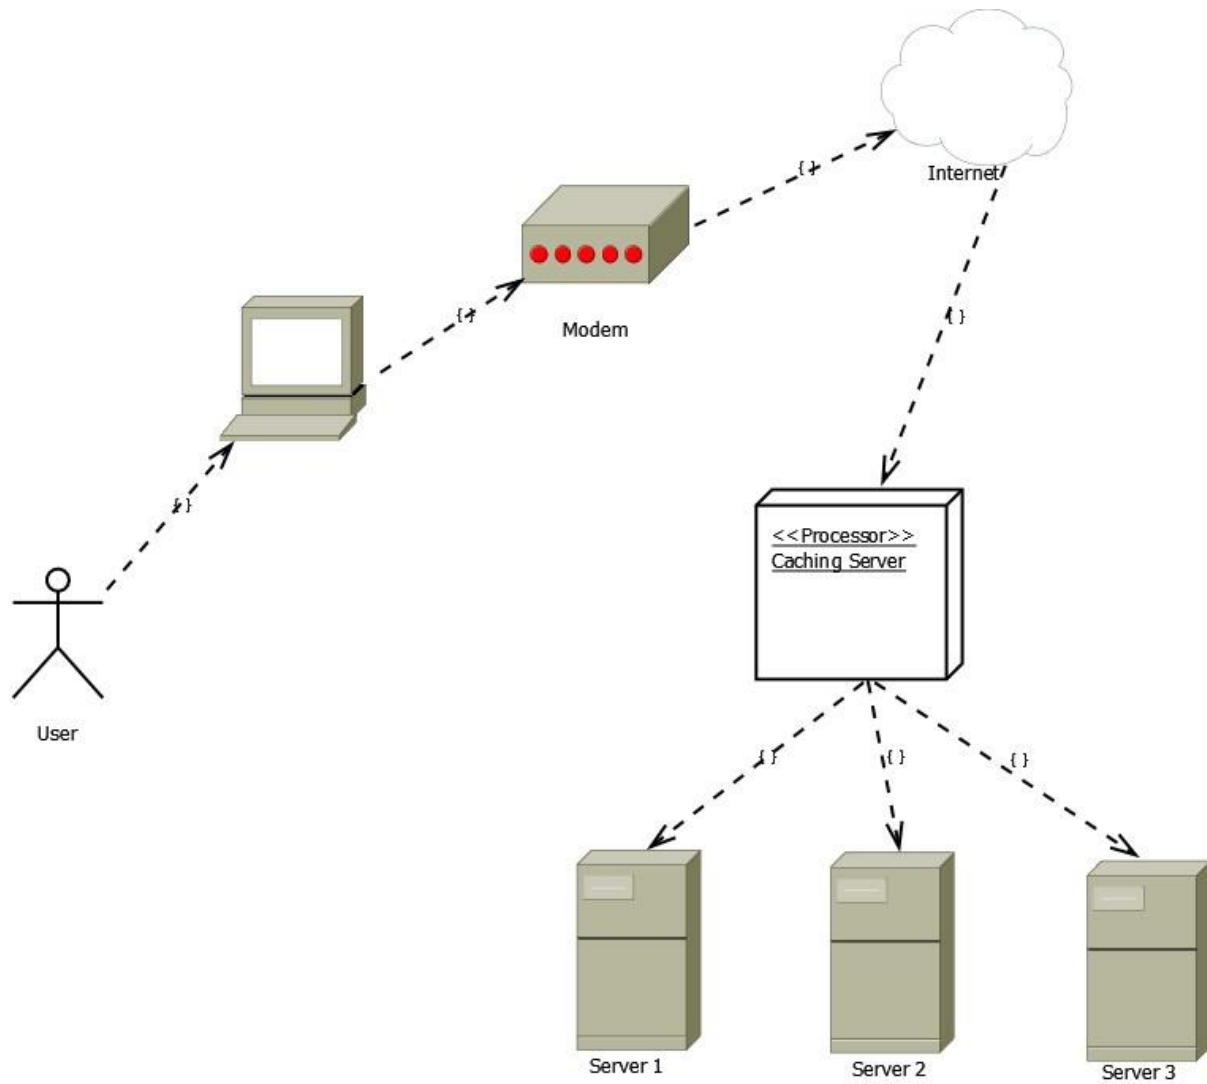 Internet
{ }
Modem
{ }
{ }
{ }
<<Processor>>
Caching Server
User
{ }
{ }
{ }
Server 1
Server 2
Server 3